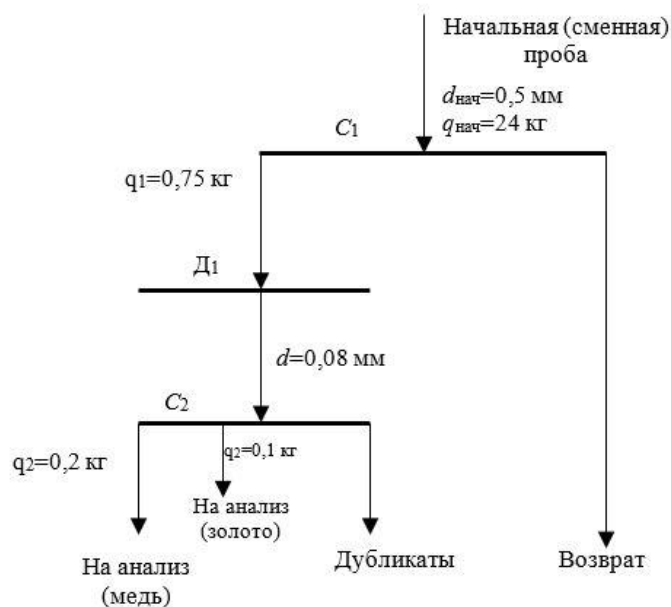 Начальная (сменная)
проба
dнач=0,5 мм
qнач=24 кг
C1
q1=0,75 кг
Д1
d=0,08 мм
C2
q2=0,2 кг
q2=0,1 кг
На анализ
(золото)
На анализ
(медь)
Дубликаты
Возврат